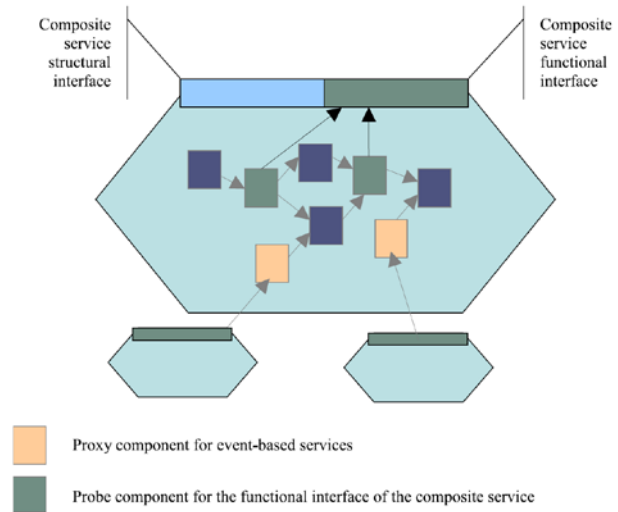 Composite
service
structural
interface
Composite
service
functional
interface
Proxy component for event-based services
Probe component for the functional interface of the composite service